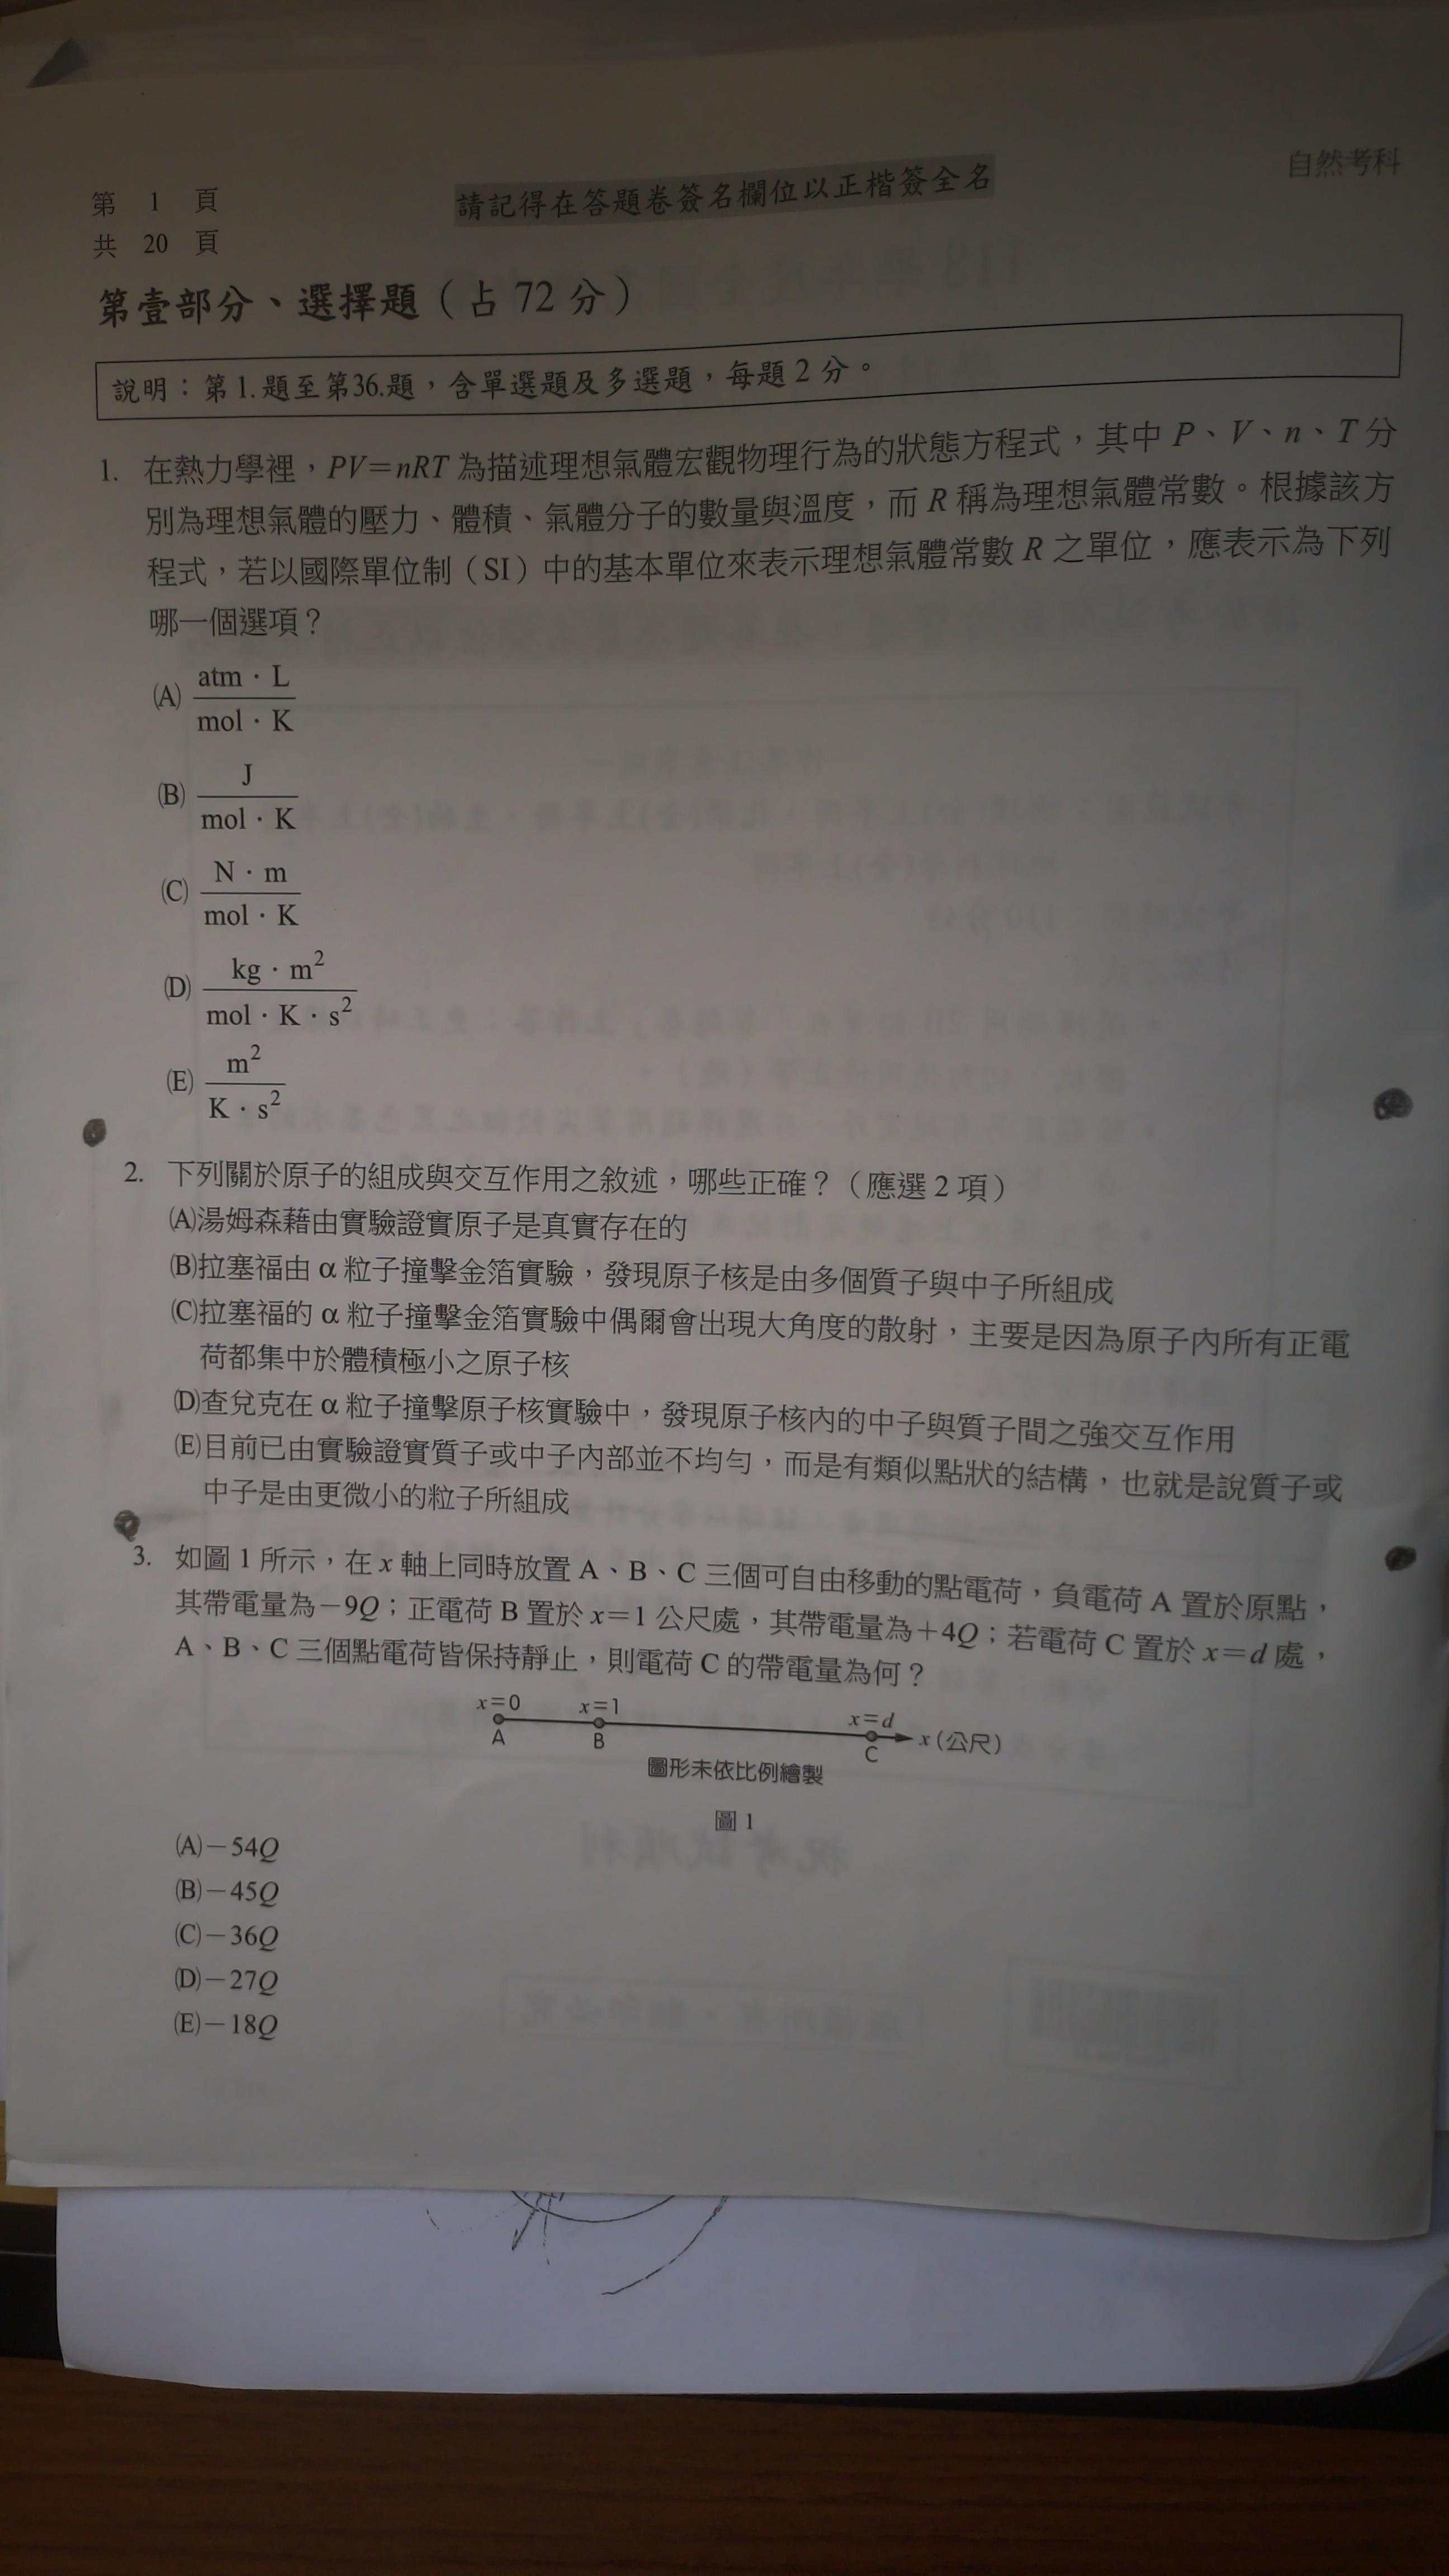 自然考科
第 1 頁
共 20 頁
請記得在答題卷簽名欄位以正楷簽全名
第壹部分、選擇題（占 72 分）
說明：第 1.題至第36.題，含單選題及多選題，每題 2 分。
1. 在熱力學裡，PV＝nRT 為描述理想氣體宏觀物理行為的狀態方程式，其中 P、V、n、T 分
別為理想氣體的壓力、體積、氣體分子的數量與溫度，而 R 稱為理想氣體常數。根據該方
程式，若以國際單位制（SI）中的基本單位來表示理想氣體常數 R 之單位，應表示為下列
哪一個選項？
(A) atm · L / mol · K
(B) J / mol · K
(C) N · m / mol · K
(D) kg · m² / mol · K · s²
(E) m² / K · s²
2. 下列關於原子的組成與交互作用之敘述，哪些正確？（應選 2 項）
(A)湯姆森藉由實驗證實原子是真實存在的
(B)拉塞福由 α 粒子撞擊金箔實驗，發現原子核是由多個質子與中子所組成
(C)拉塞福的 α 粒子撞擊金箔實驗中偶爾會出現大角度的散射，主要是因為原子內所有正電
荷都集中於體積極小之原子核
(D)查兌克在 α 粒子撞擊原子核實驗中，發現原子核內的中子與質子間之強交互作用
(E)目前已由實驗證實質子或中子內部並不均勻，而是有類似點狀的結構，也就是說質子或
中子是由更微小的粒子所組成
3. 如圖 1 所示，在 x 軸上同時放置 A、B、C 三個可自由移動的點電荷，負電荷 A 置於原點，
其帶電量為－9Q；正電荷 B 置於 x＝1 公尺處，其帶電量為＋4Q；若電荷 C 置於 x＝d 處，
A、B、C 三個點電荷皆保持靜止，則電荷 C 的帶電量為何？
x=0 x=1 x=d
x (公尺)
A B C
圖形未依比例繪製
圖 1
(A)－54Q
(B)－45Q
(C)－36Q
(D)－27Q
(E)－18Q